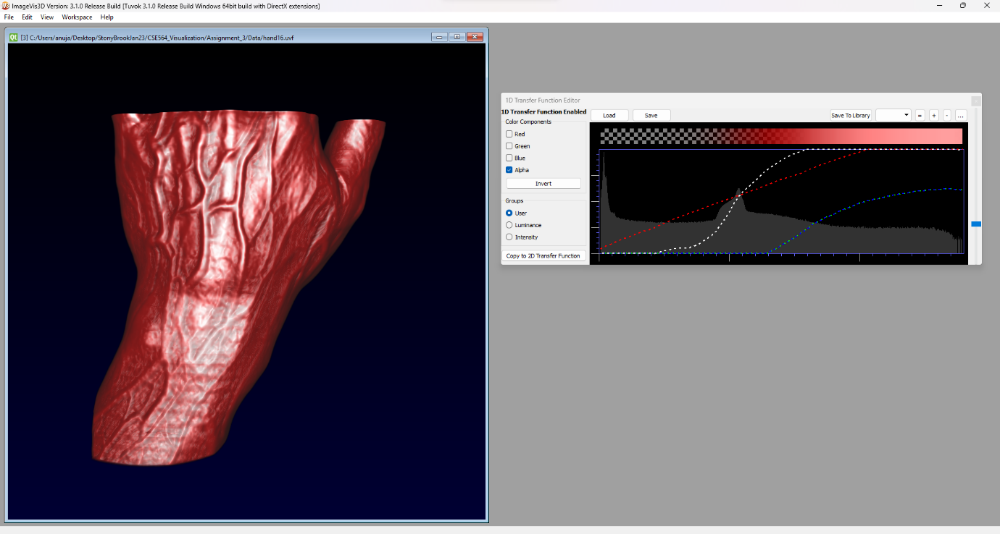 ImageVis3D Version: 3.1.0 Release Build [Tuvok 3.1.0 Release Build Windows 64bit build with DirectX extensions]
File Edit View Workspace Help
[3] C:/Users/anuja/Desktop/StonyBrookJan23/CSE564_Visualization/Assignment_3/Data/hand16.uvf
1D Transfer Function Editor
1D Transfer Function Enabled
Load Save Save To Library = + - ...
Color Components
Red
Green
Blue
Alpha
Invert
Groups
User
Luminance
Intensity
Copy to 2D Transfer Function